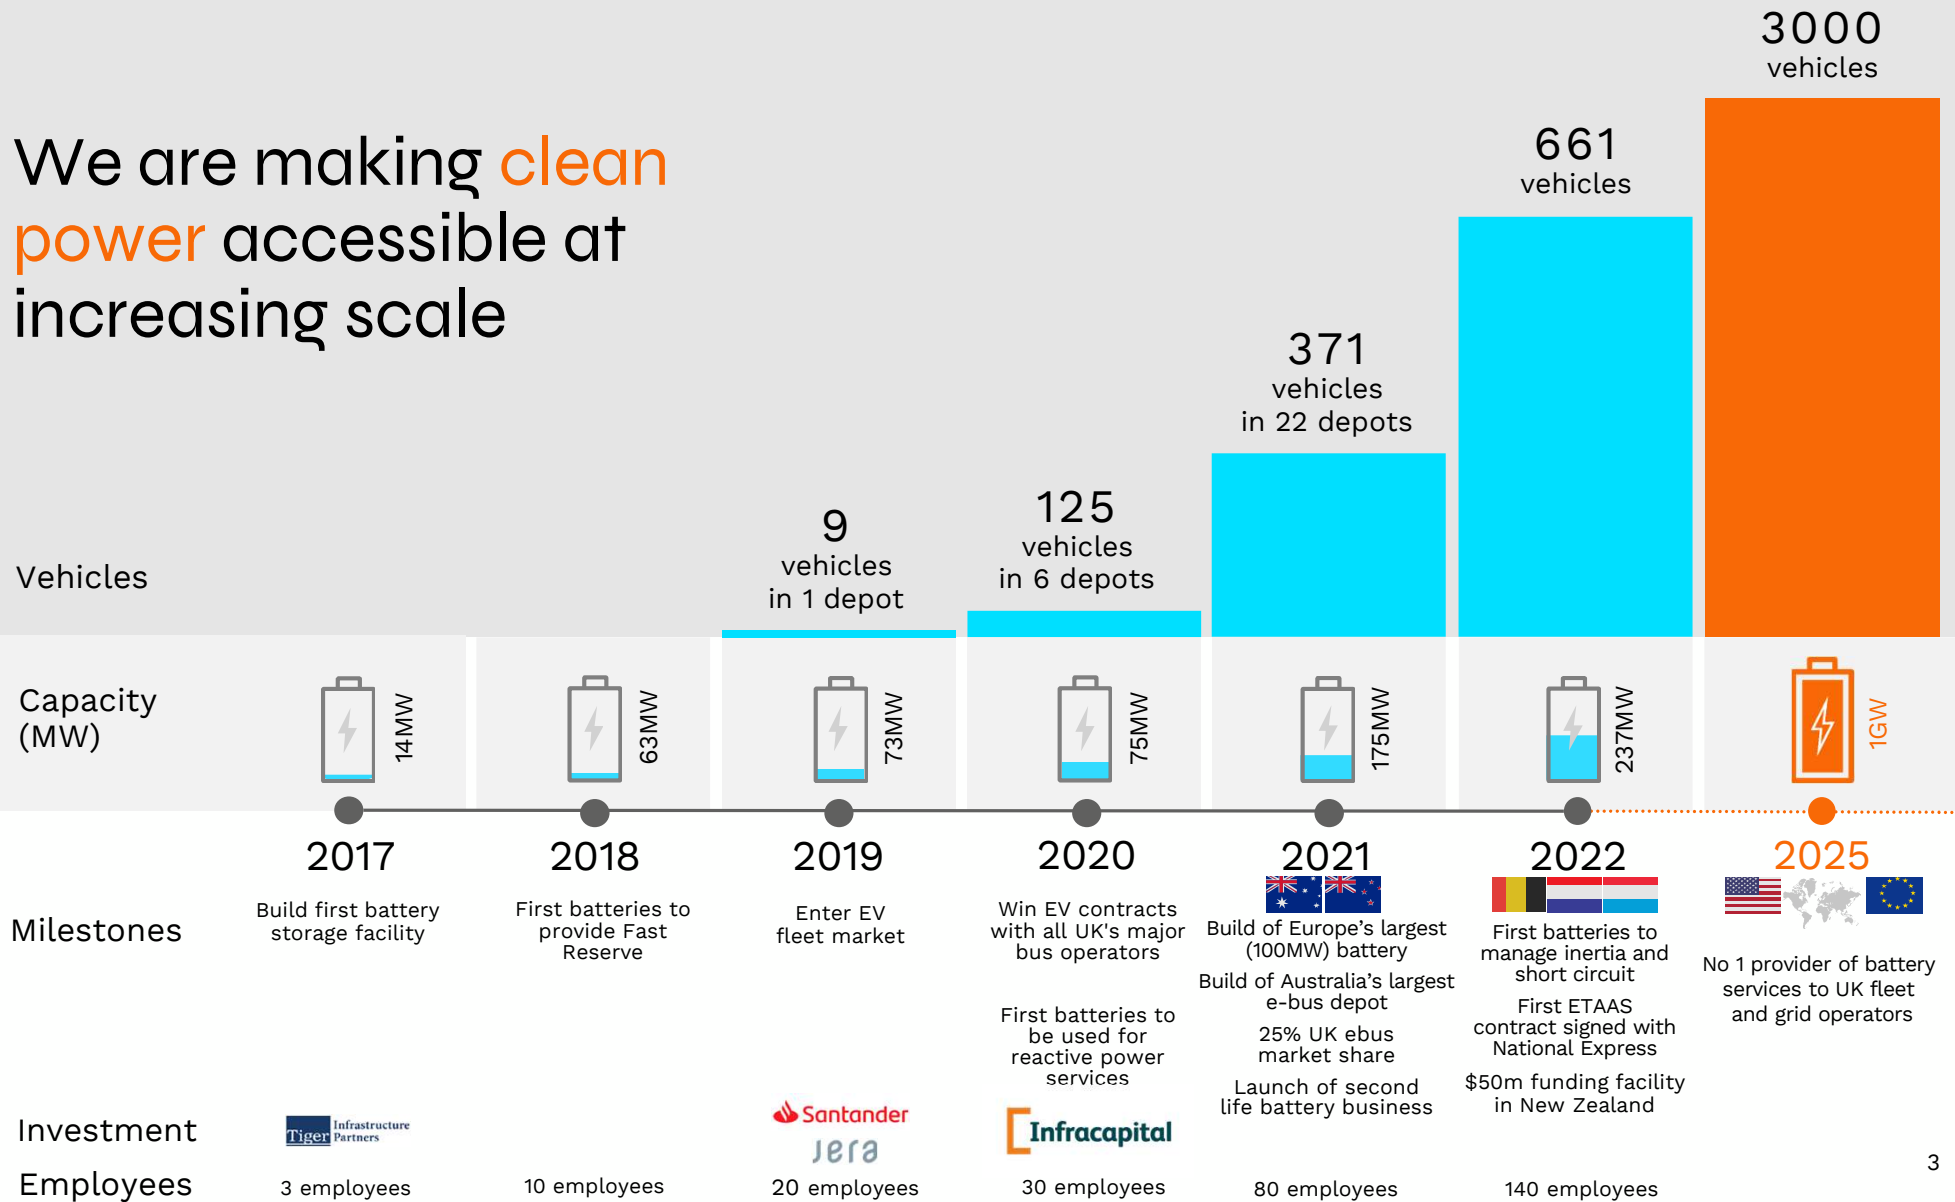 We are making clean
power accessible at
increasing scale
3000
vehicles
661
vehicles
371
vehicles
in 22 depots
125
vehicles
in 6 depots
9
vehicles
in 1 depot
Vehicles
Capacity
(MW)
14MW
63MW
73MW
75MW
175MW
237MW
1GW
2017
2018
2019
2020
2021
2022
2025
Milestones
Build first battery
storage facility
First batteries to
provide Fast
Reserve
Enter EV
fleet market
Win EV contracts
with all UK's major
bus operators
First batteries to
be used for
reactive power
services
Build of Europe’s largest
(100MW) battery
Build of Australia’s largest
e-bus depot
25% UK ebus
market share
Launch of second
life battery business
First batteries to
manage inertia and
short circuit
First ETAAS
contract signed with
National Express
$50m funding facility
in New Zealand
No 1 provider of battery
services to UK fleet
and grid operators
Investment
Tiger Infrastructure
Partners
Santander
Jera
Infracapital
Employees
3 employees
10 employees
20 employees
30 employees
80 employees
140 employees
3